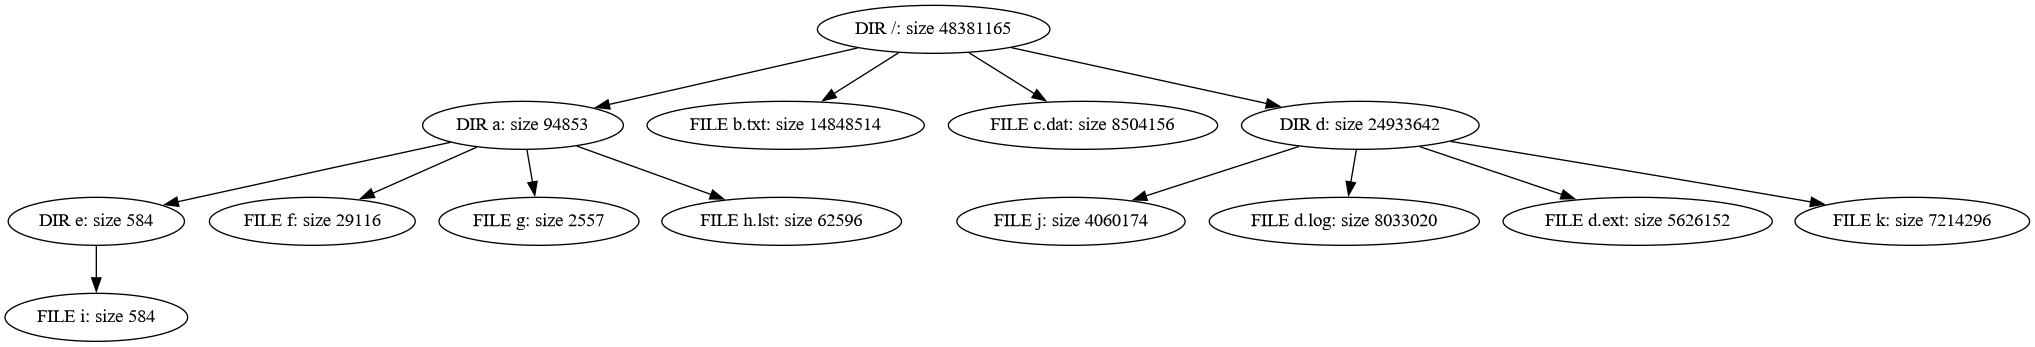 DIR /: size 48381165
DIR a: size 94853
FILE b.txt: size 14848514
FILE c.dat: size 8504156
DIR d: size 24933642
DIR e: size 584
FILE f: size 29116
FILE g: size 2557
FILE h.lst: size 62596
FILE j: size 4060174
FILE d.log: size 8033020
FILE d.ext: size 5626152
FILE k: size 7214296
FILE i: size 584